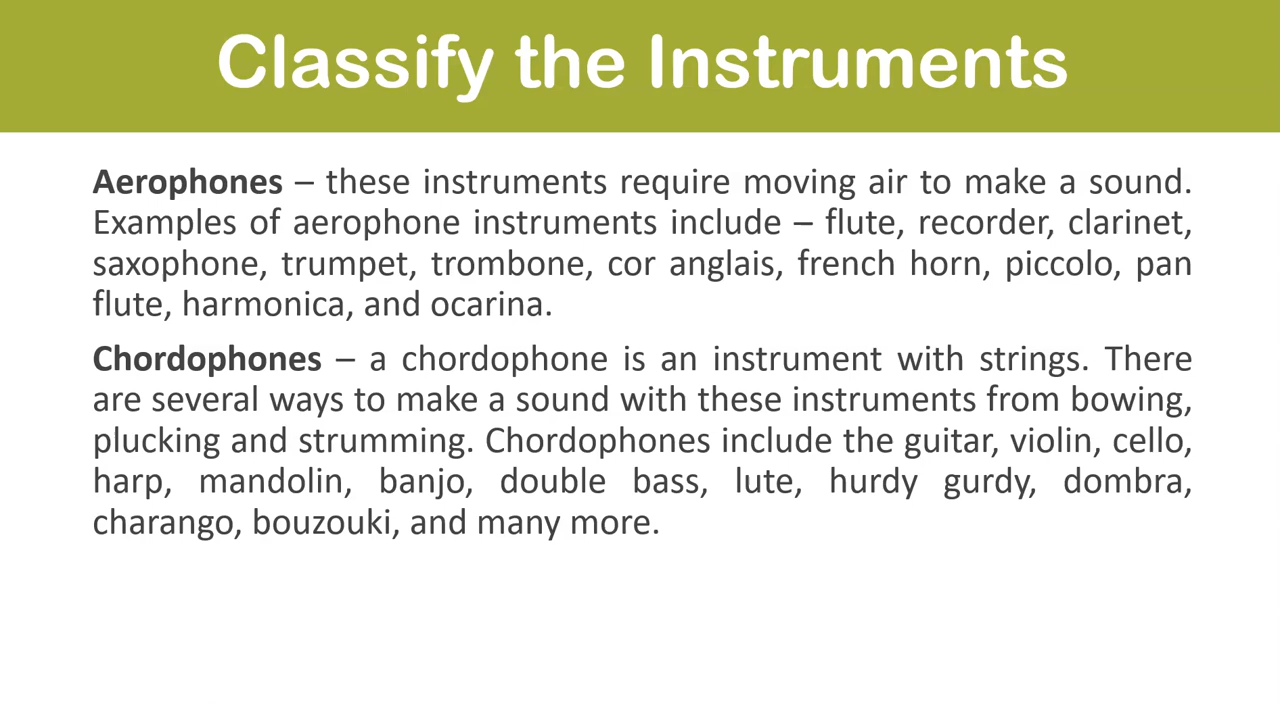 Classify the Instruments
Aerophones – these instruments require moving air to make a sound.
Examples of aerophone instruments include – flute, recorder, clarinet,
saxophone, trumpet, trombone, cor anglais, french horn, piccolo, pan
flute, harmonica, and ocarina.
Chordophones – a chordophone is an instrument with strings. There
are several ways to make a sound with these instruments from bowing,
plucking and strumming. Chordophones include the guitar, violin, cello,
harp, mandolin, banjo, double bass, lute, hurdy gurdy, dombra,
charango, bouzouki, and many more.